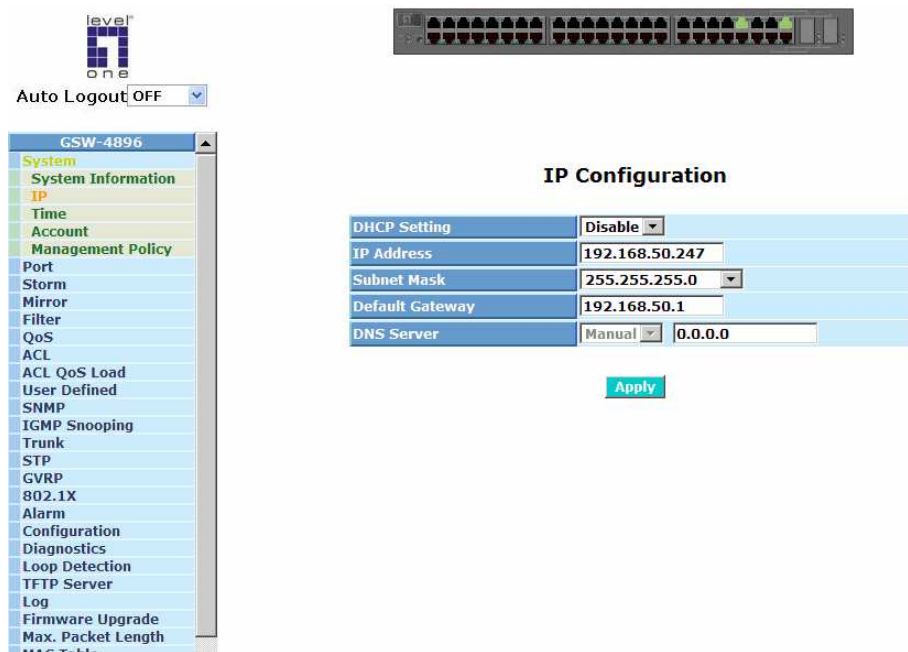 level
one
Auto Logout OFF
GSW-4896
System
System Information
IP
Time
Account
Management Policy
Port
Storm
Mirror
Filter
QoS
ACL
ACL QoS Load
User Defined
SNMP
IGMP Snooping
Trunk
STP
GVRP
802.1X
Alarm
Configuration
Diagnostics
Loop Detection
TFTP Server
Log
Firmware Upgrade
Max. Packet Length
MAC Table
IP Configuration
DHCP Setting Disable
IP Address 192.168.50.247
Subnet Mask 255.255.255.0
Default Gateway 192.168.50.1
DNS Server Manual 0.0.0.0
Apply